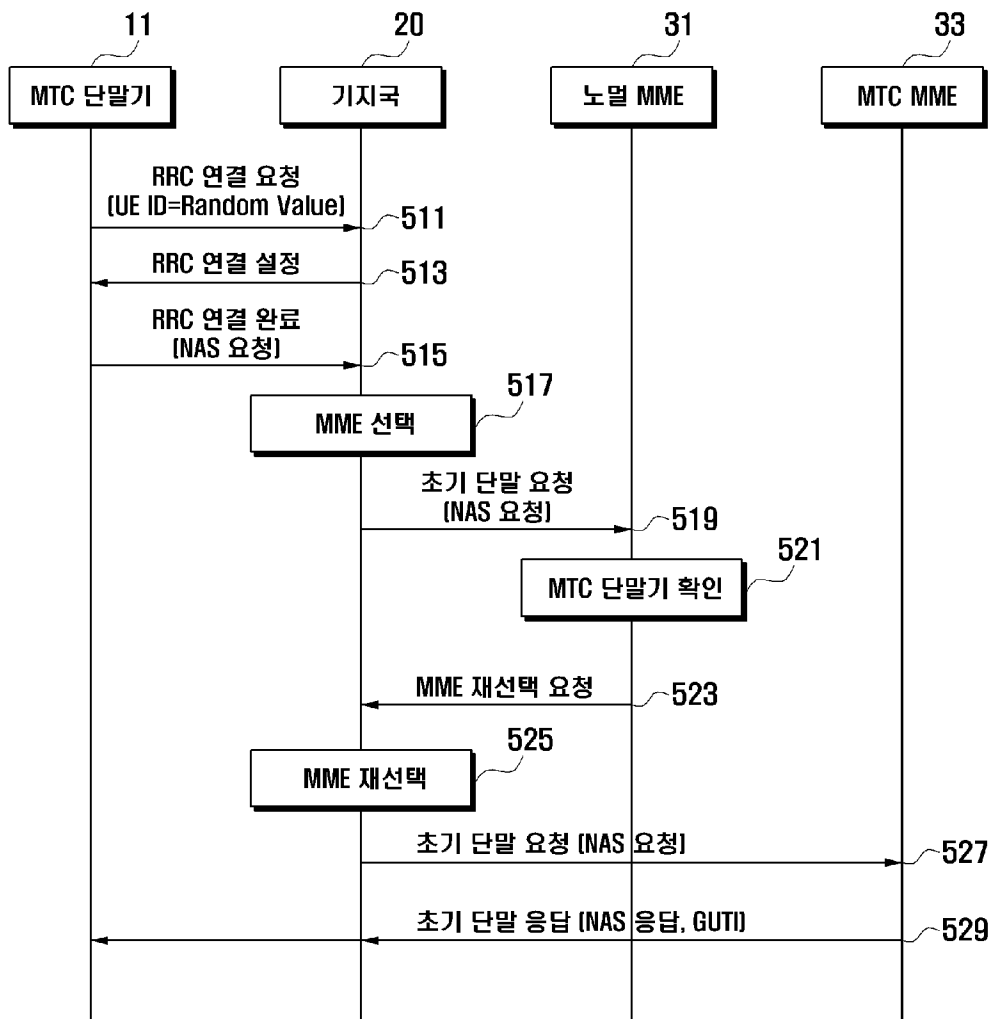 11
20
31
33
MTC 단말기
기지국
노멀 MME
MTC MME
RRC 연결 요청
(UE ID=Random Value)
511
RRC 연결 설정
513
RRC 연결 완료
(NAS 요청)
515
MME 선택
517
초기 단말 요청
(NAS 요청)
519
MTC 단말기 확인
521
MME 재선택 요청
523
MME 재선택
525
초기 단말 요청 (NAS 요청)
527
초기 단말 응답 (NAS 응답, GUTI)
529